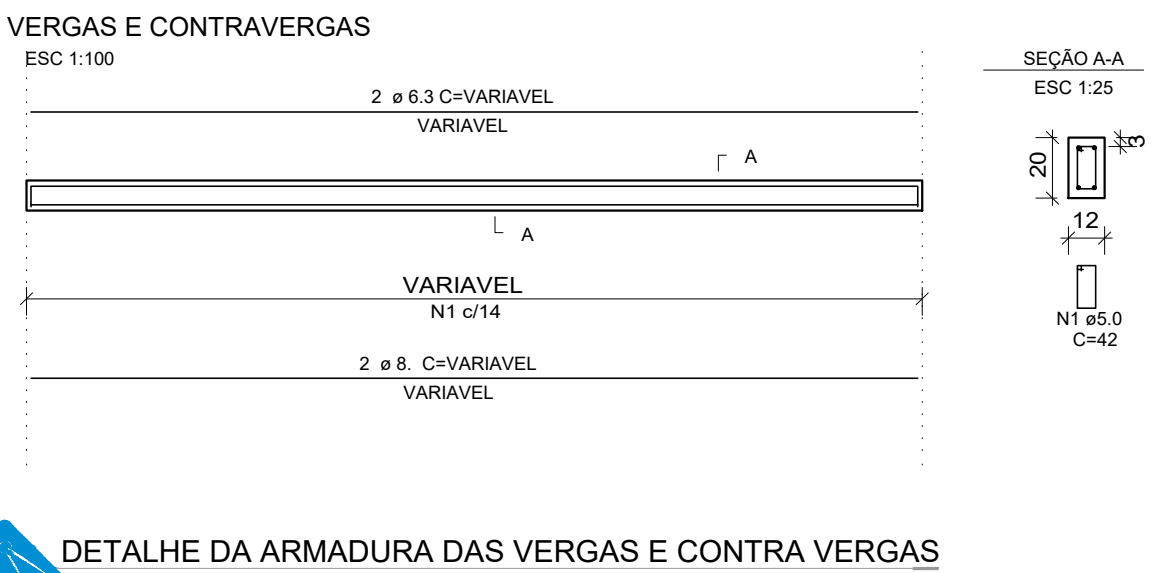 VERGAS E CONTRAVERGAS
ESC 1:100
2 ø 6.3 C=VARIAVEL
VARIAVEL
A
A
VARIAVEL
N1 c/14
2 ø 8. C=VARIAVEL
VARIAVEL
SEÇÃO A-A
ESC 1:25
3
20
12
N1 ø5.0
C=42
DETALHE DA ARMADURA DAS VERGAS E CONTRA VERGAS